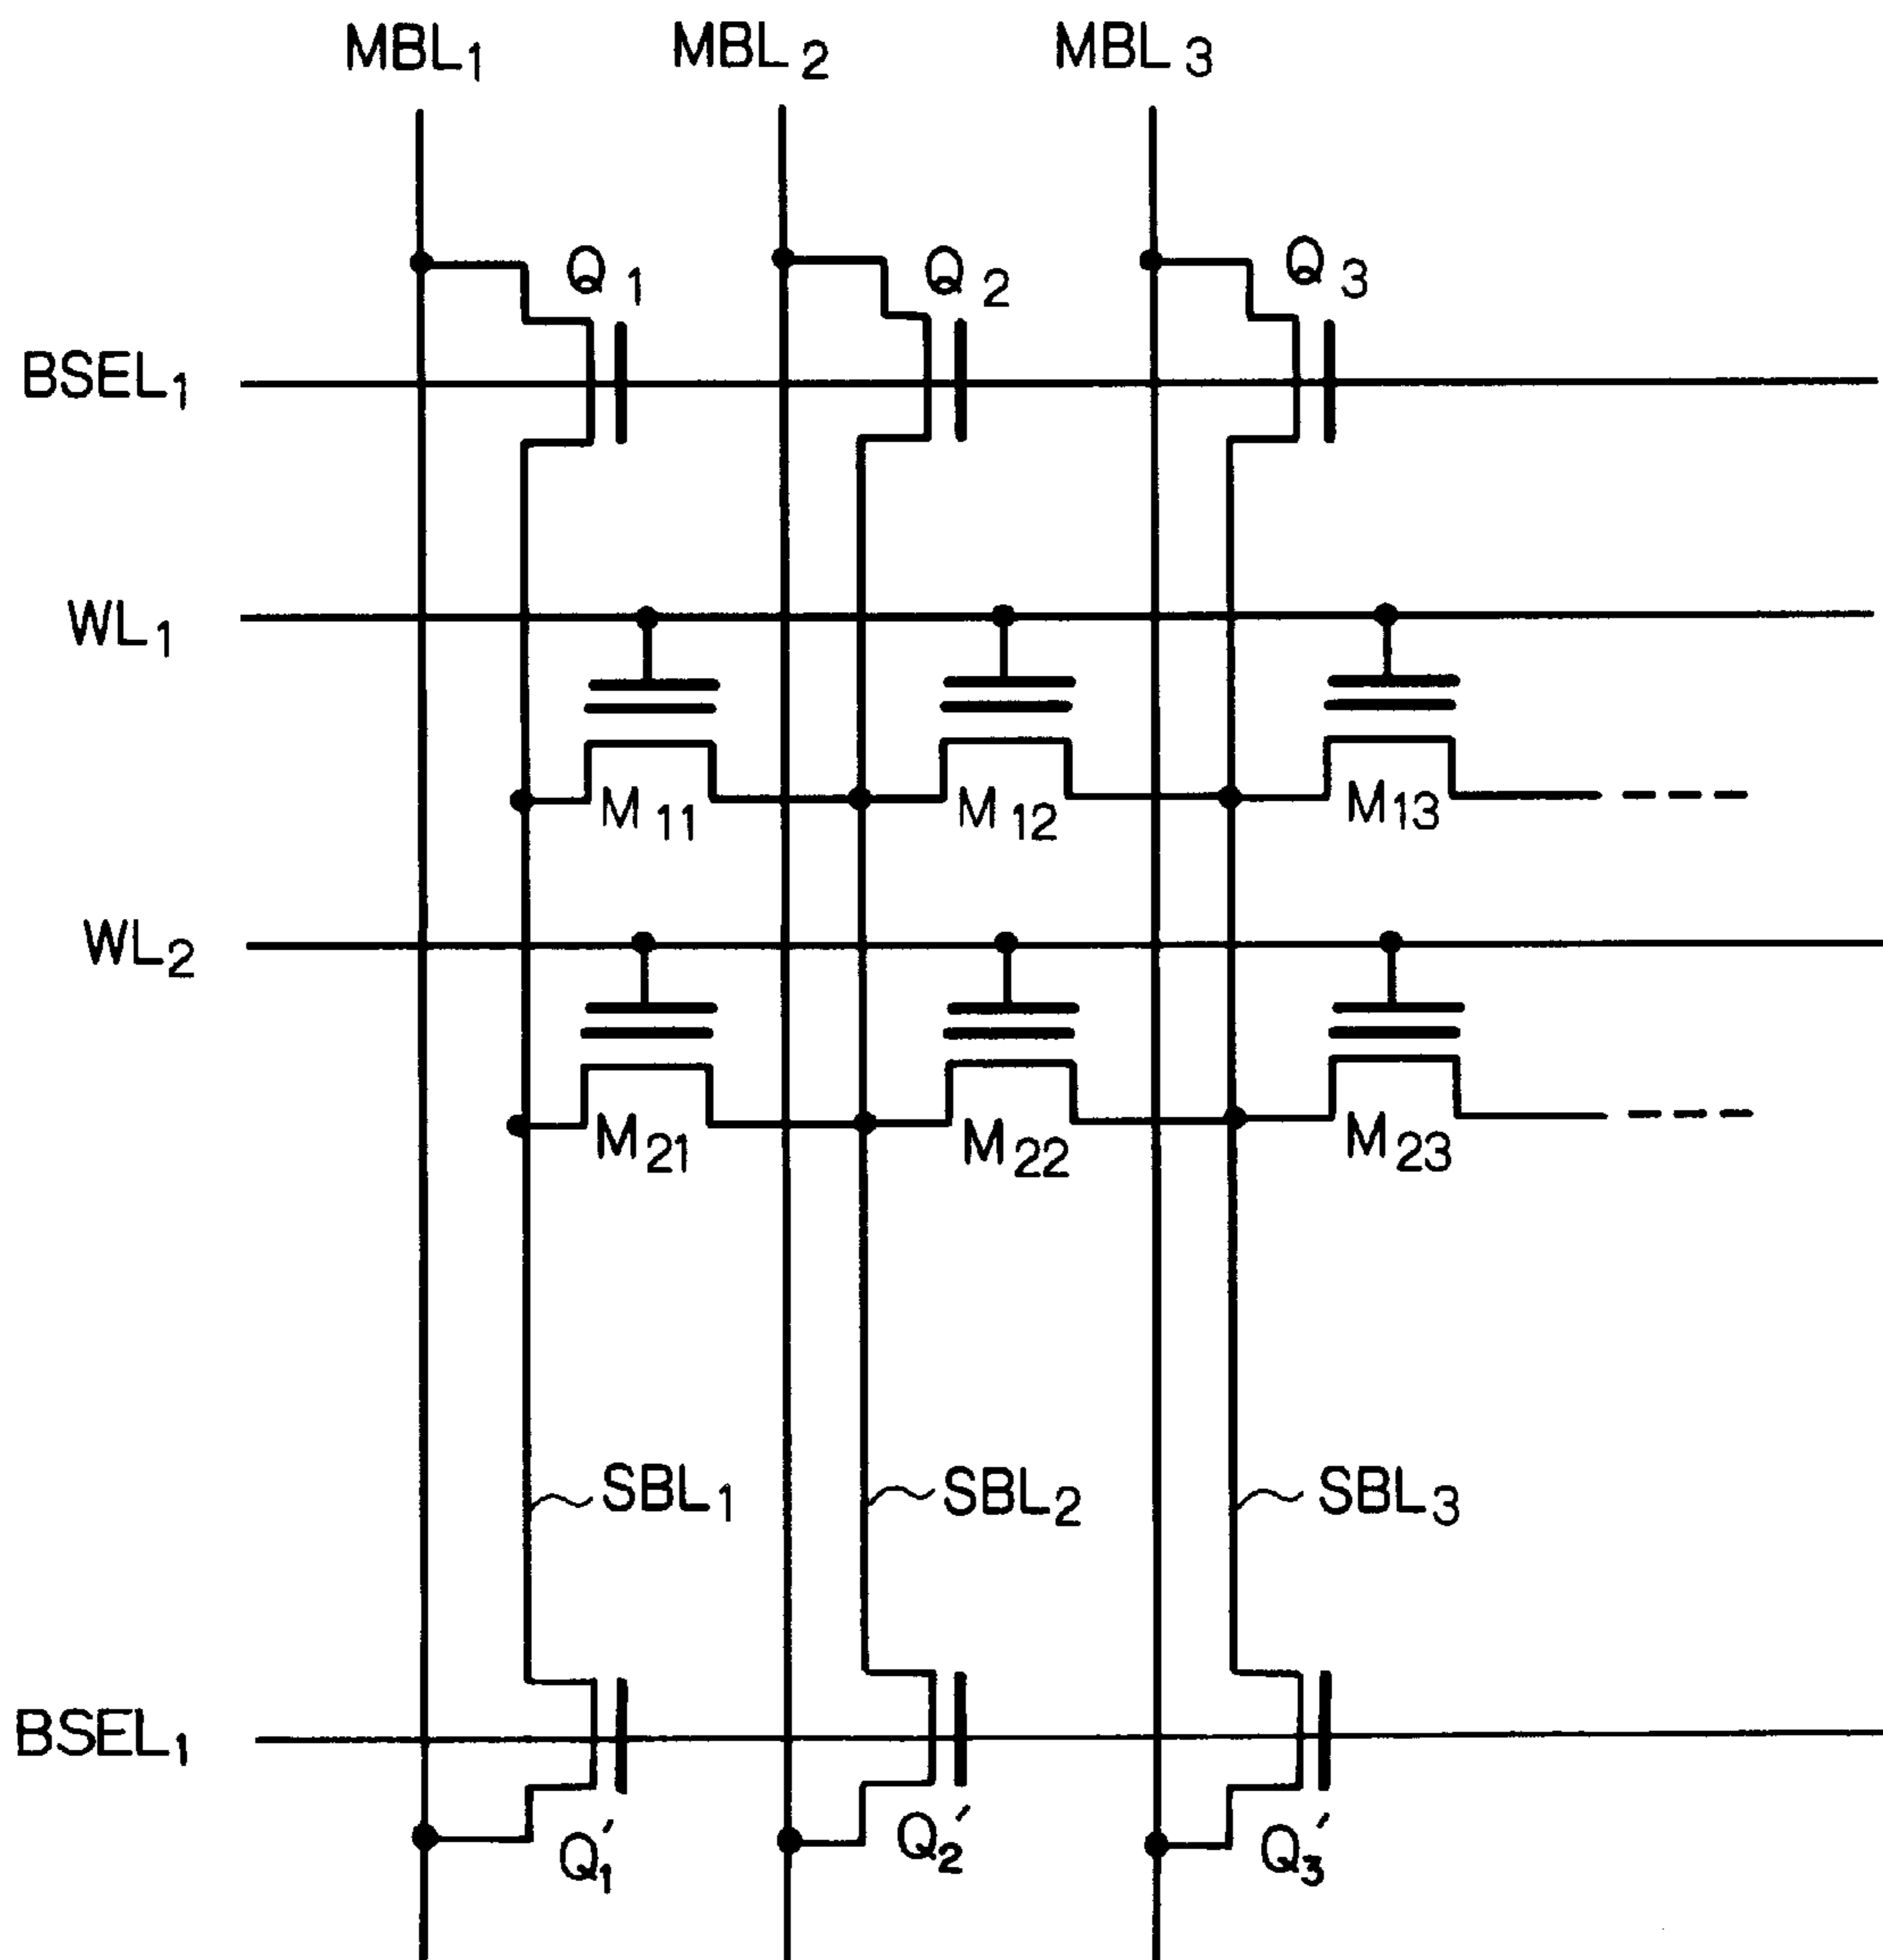 MBL₁ MBL₂ MBL₃
Q₁ Q₂ Q₃
BSEL₁
WL₁
M₁₁ M₁₂ M₁₃
WL₂
M₂₁ M₂₂ M₂₃
SBL₁ SBL₂ SBL₃
BSEL₁
Q₁′ Q₂′ Q₃′